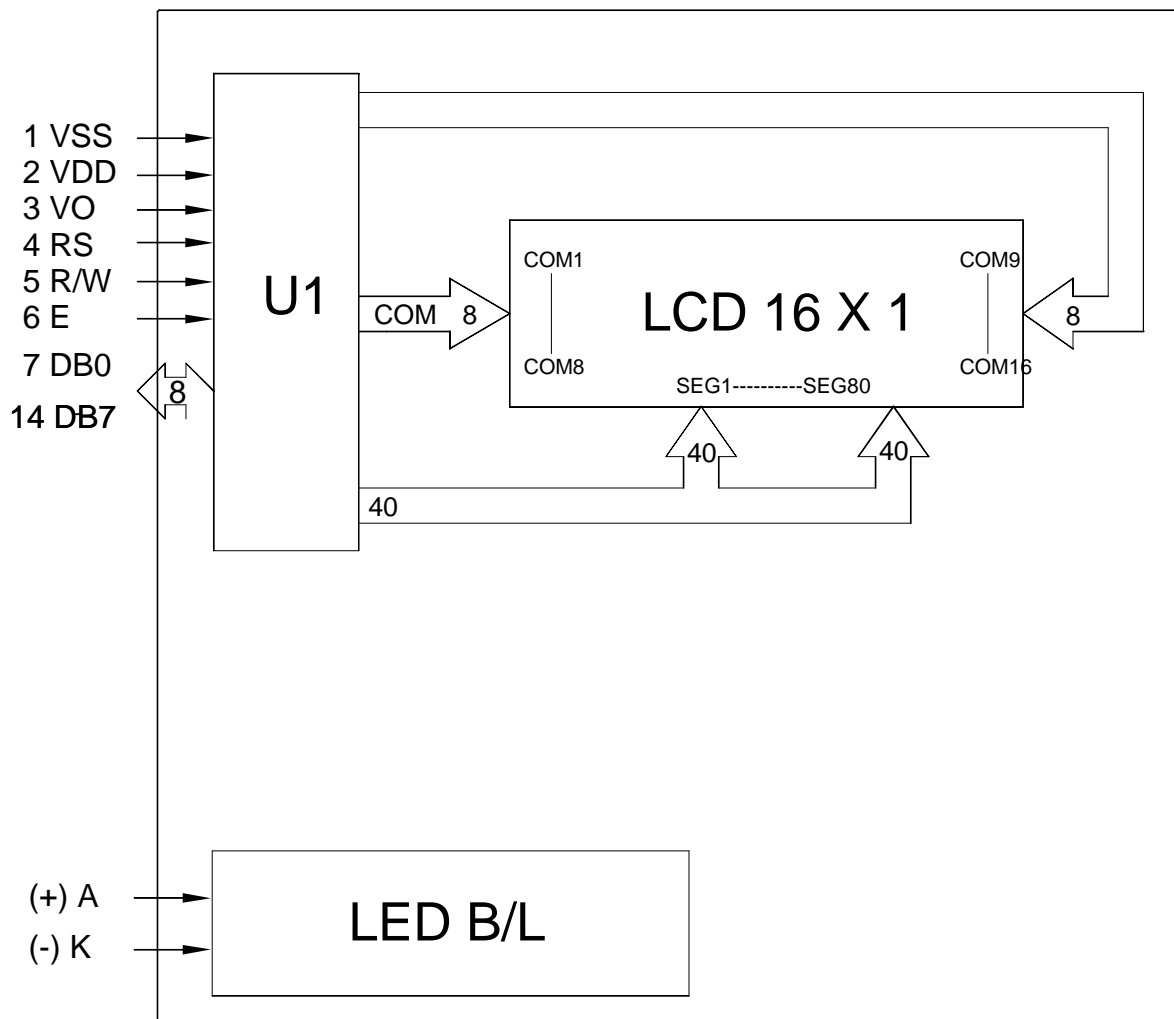 1 VSS
2 VDD
3 VO
4 RS
5 R/W
6 E
7 DB0
14 DB7
8
U1
COM 8
COM1
COM8
LCD 16 X 1
COM9
COM16
8
SEG1----------SEG80
40
40
40
(+) A
(-) K
LED B/L